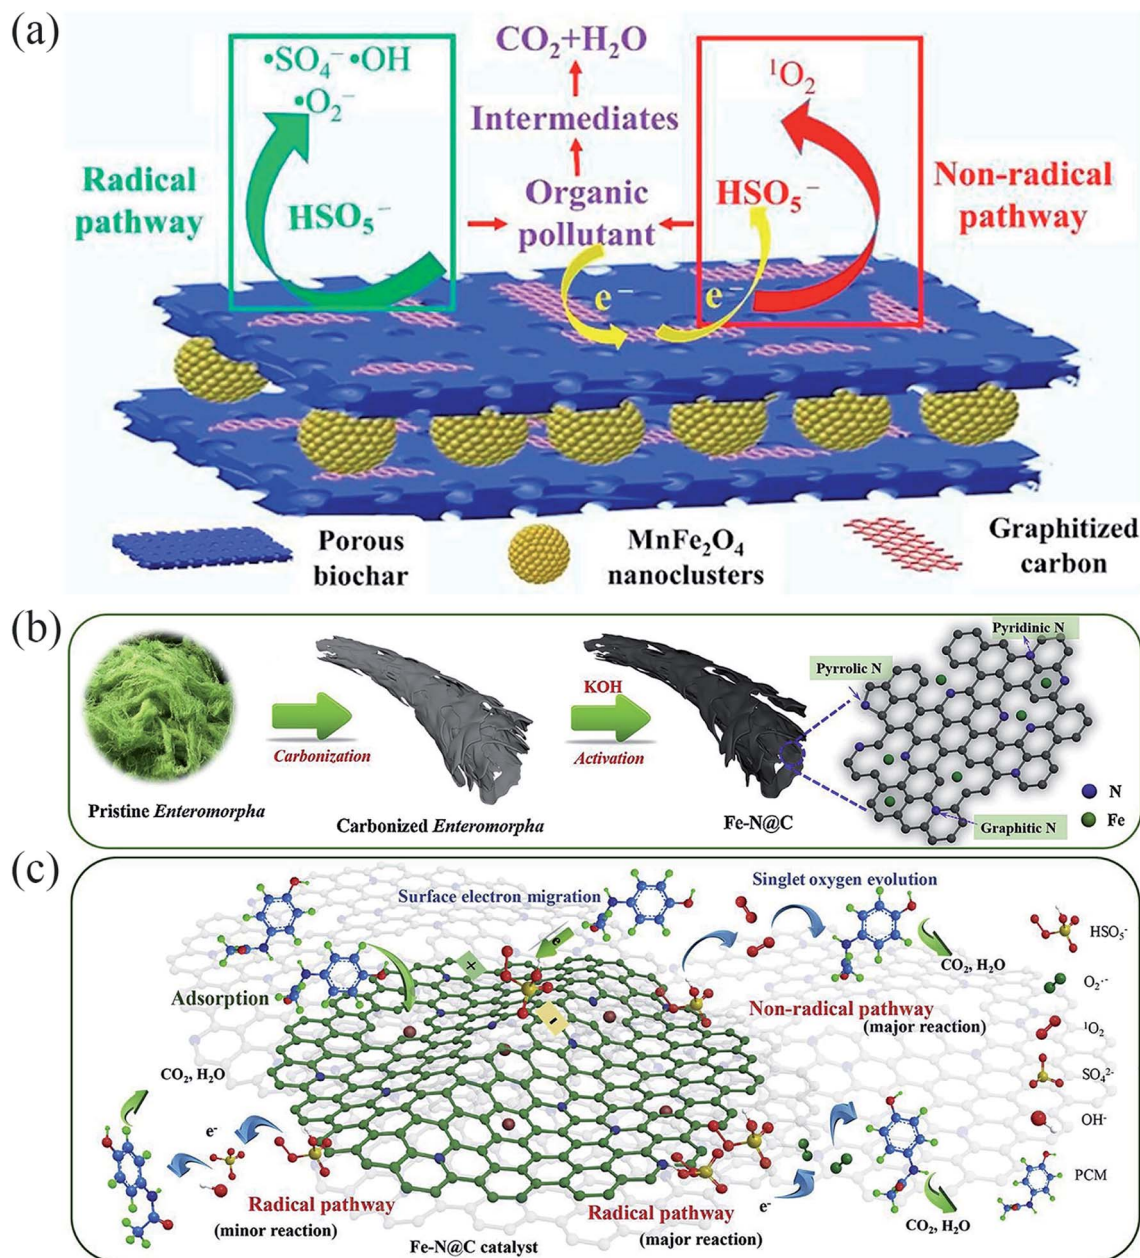 (a)
•SO₄⁻ •OH
•O₂⁻
Radical
pathway
HSO₅⁻
CO₂+H₂O
Intermediates
Organic
pollutant
¹O₂
HSO₅⁻
Non-radical
pathway
e⁻
e⁻
Porous
biochar
MnFe₂O₄
nanoclusters
Graphitized
carbon
(b)
Pristine Enteromorpha
Carbonization
Carbonized Enteromorpha
KOH
Activation
Fe-N@C
Pyrrolic N
Pyridinic N
Graphitic N
N
Fe
(c)
Surface electron migration
Singlet oxygen evolution
e⁻
+
-
Adsorption
CO₂, H₂O
Non-radical pathway
(major reaction)
CO₂, H₂O
e⁻
Radical pathway
(minor reaction)
Fe-N@C catalyst
Radical pathway
(major reaction)
e⁻
CO₂, H₂O
HSO₅⁻
O₂·⁻
¹O₂
SO₄²⁻
OH⁻
PCM